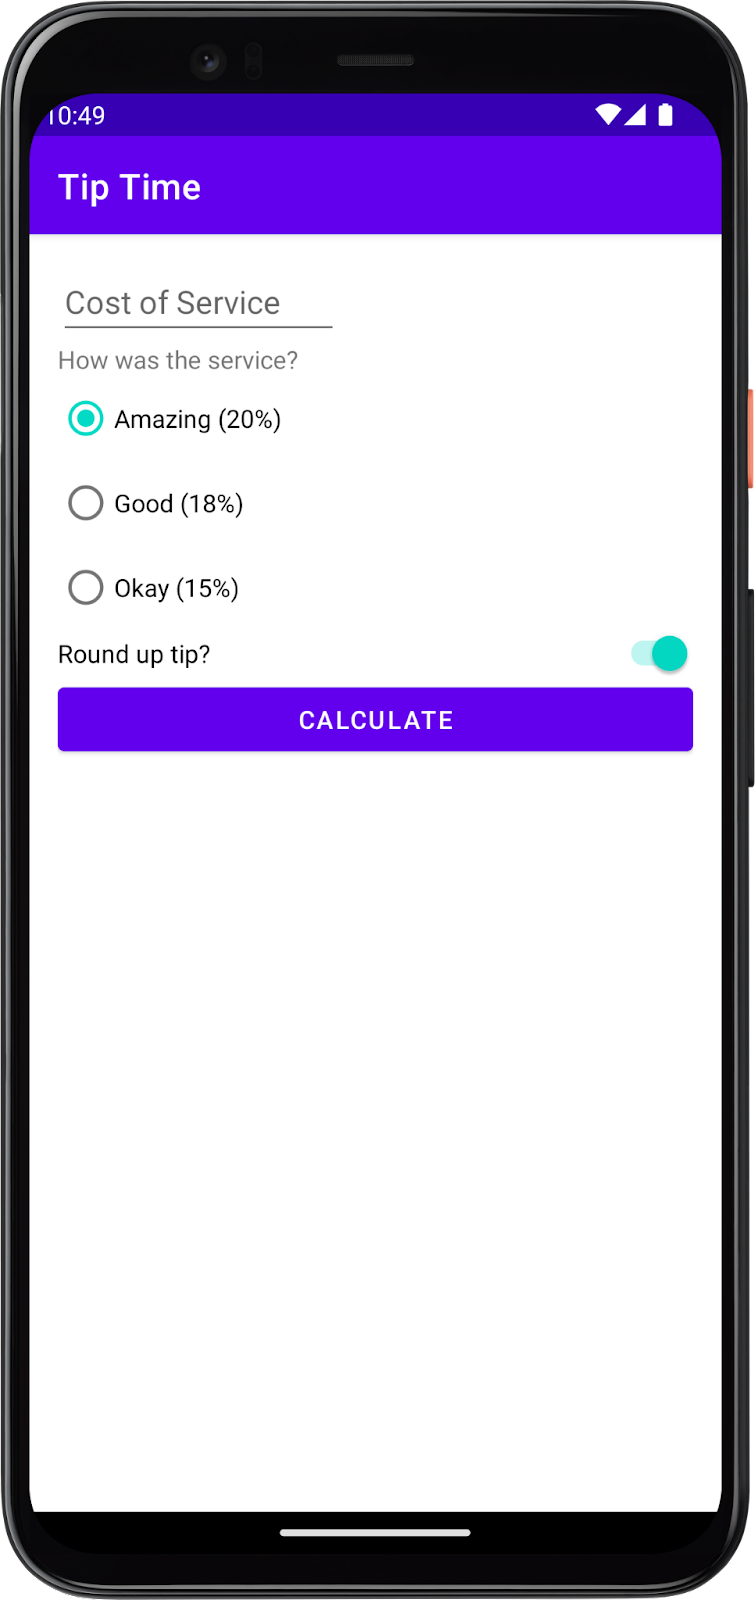 10:49
Tip Time
Cost of Service
How was the service?
Amazing (20%)
Good (18%)
Okay (15%)
Round up tip?
CALCULATE